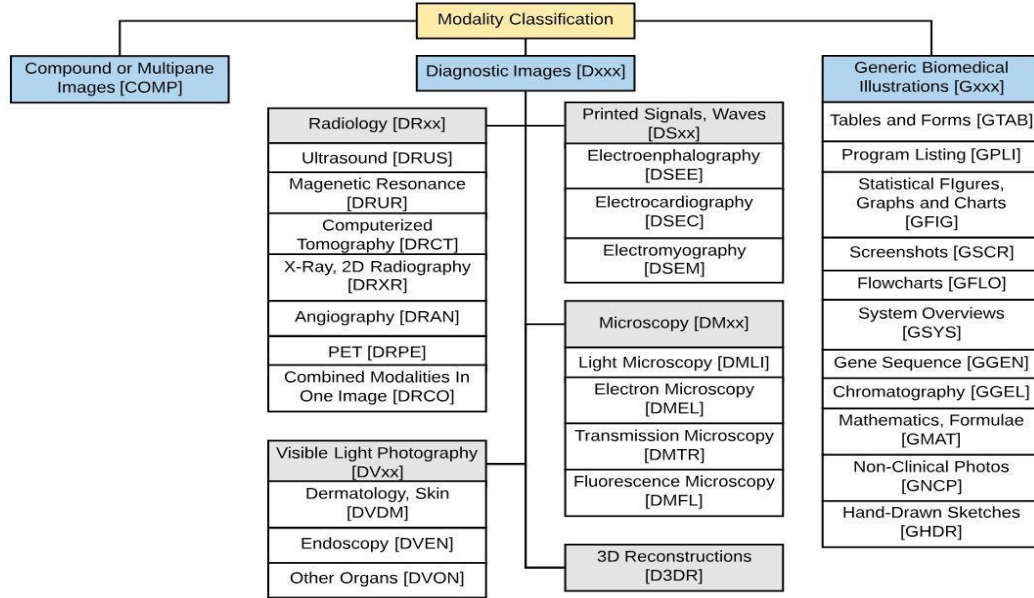 Modality Classification
Compound or Multipane
Images [COMP]
Diagnostic Images [Dxxx]
Generic Biomedical
Illustrations [Gxxx]
Radiology [DRxx]
Ultrasound [DRUS]
Magenetic Resonance
[DRUR]
Computerized
Tomography [DRCT]
X-Ray, 2D Radiography
[DRXR]
Angiography [DRAN]
PET [DRPE]
Combined Modalities In
One Image [DRCO]
Visible Light Photography
[DVxx]
Dermatology, Skin
[DVDM]
Endoscopy [DVEN]
Other Organs [DVON]
Printed Signals, Waves
[DSxx]
Electroenphalography
[DSEE]
Electrocardiography
[DSEC]
Electromyography
[DSEM]
Microscopy [DMxx]
Light Microscopy [DMLI]
Electron Microscopy
[DMEL]
Transmission Microscopy
[DMTR]
Fluorescence Microscopy
[DMFL]
3D Reconstructions
[D3DR]
Tables and Forms [GTAB]
Program Listing [GPLI]
Statistical FIgures,
Graphs and Charts
[GFIG]
Screenshots [GSCR]
Flowcharts [GFLO]
System Overviews
[GSYS]
Gene Sequence [GGEN]
Chromatography [GGEL]
Mathematics, Formulae
[GMAT]
Non-Clinical Photos
[GNCP]
Hand-Drawn Sketches
[GHDR]